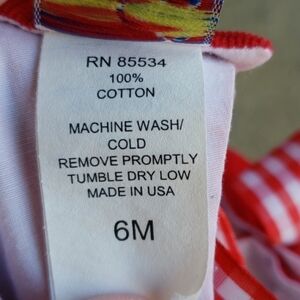 RN 85534
100%
COTTON
MACHINE WASH/
COLD
REMOVE PROMPTLY
TUMBLE DRY LOW
MADE IN USA
6M